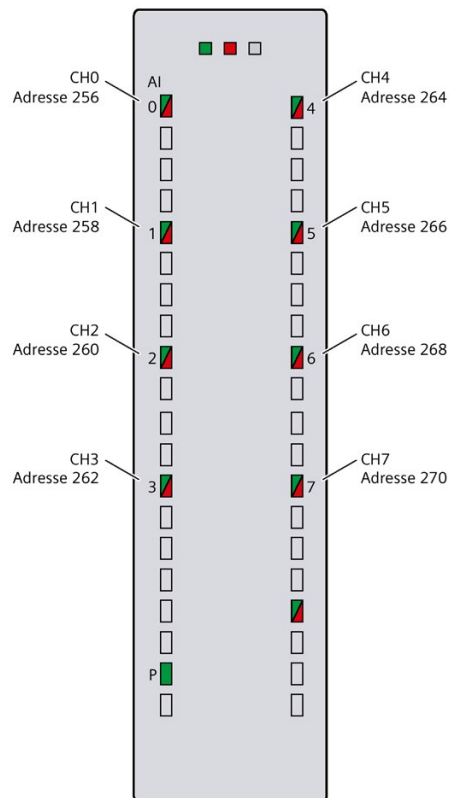 AI
CH0
Adresse 256
0
CH4
Adresse 264
4
CH1
Adresse 258
1
CH5
Adresse 266
5
CH2
Adresse 260
2
CH6
Adresse 268
6
CH3
Adresse 262
3
CH7
Adresse 270
7
P